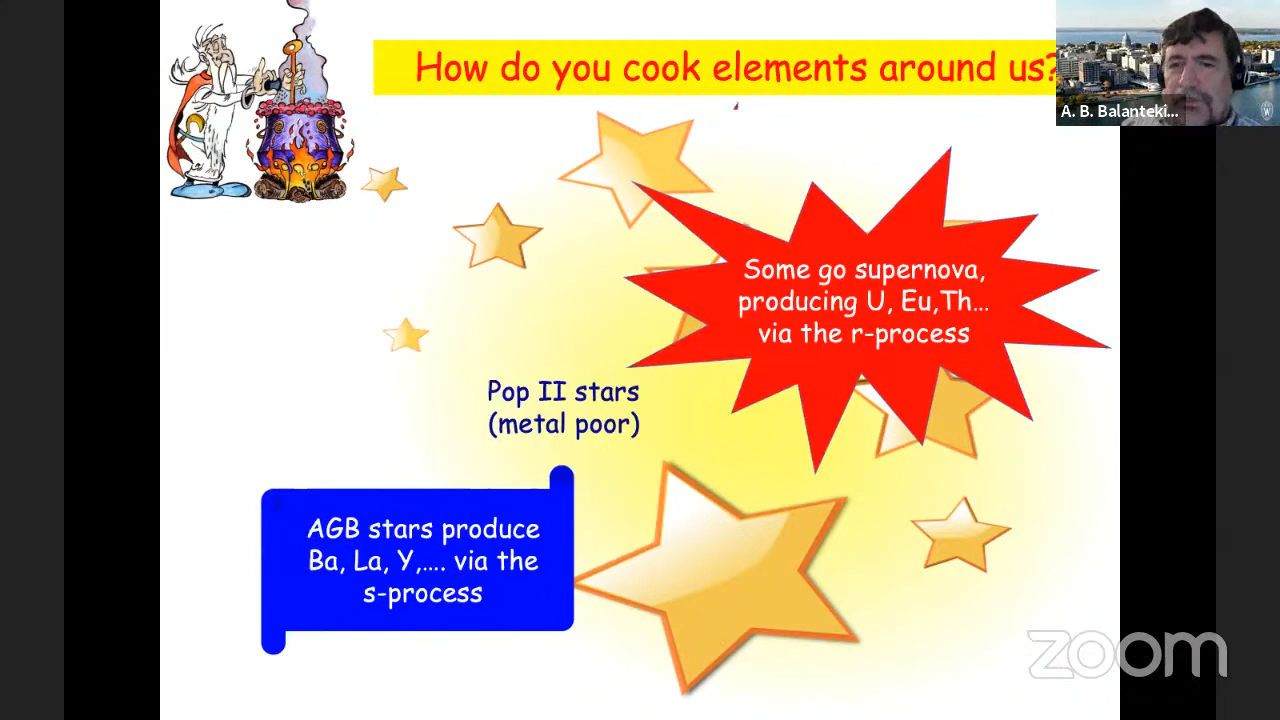 How do you cook elements around us?
A. B. Balanteki...
Some go supernova,
producing U, Eu,Th...
via the r-process
Pop II stars
(metal poor)
AGB stars produce
Ba, La, Y,.... via the
s-process
zoom